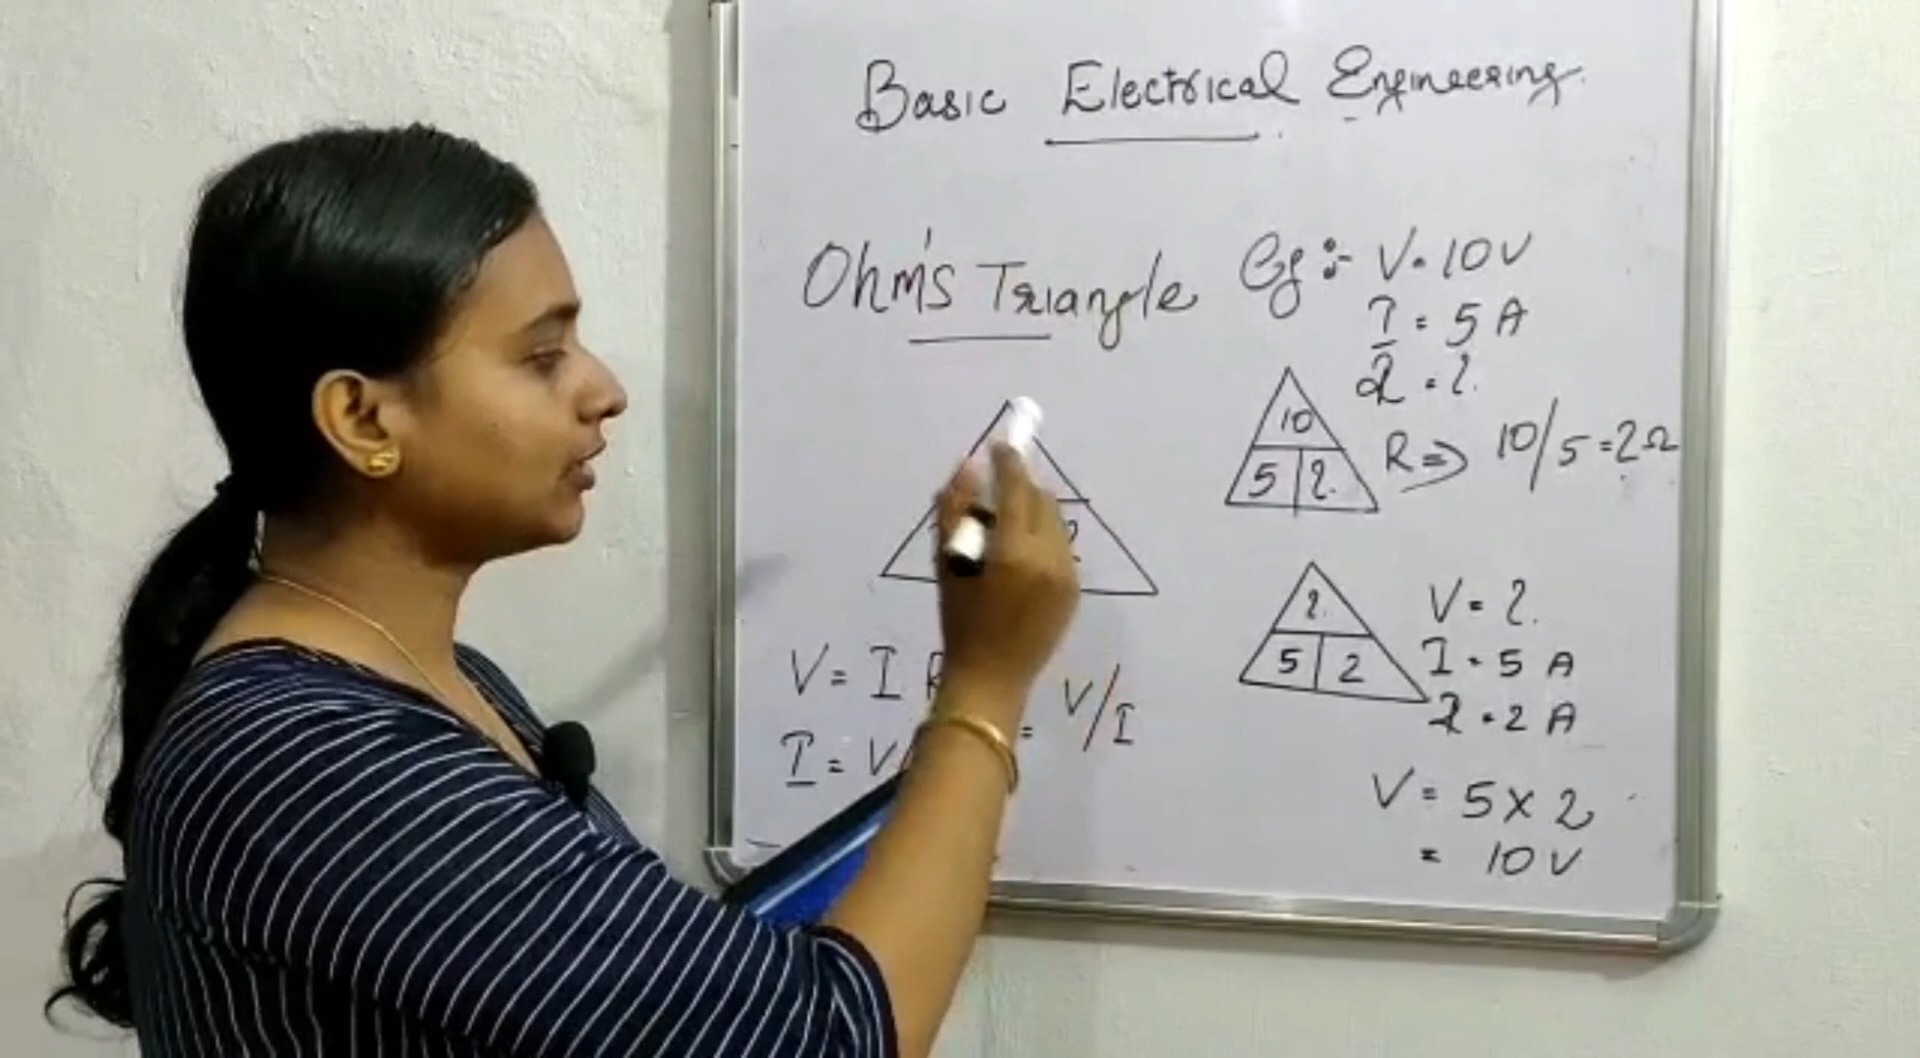 Basic Electrical Engineering
Ohm's Triangle
V = I R
I = V/
= V/I
Eg :- V = 10V
I = 5 A
R = ?
10
5 ?
R => 10/5 = 2Ω
?
5 2
V = ?
I = 5 A
R = 2 A
V = 5 X 2
= 10 V